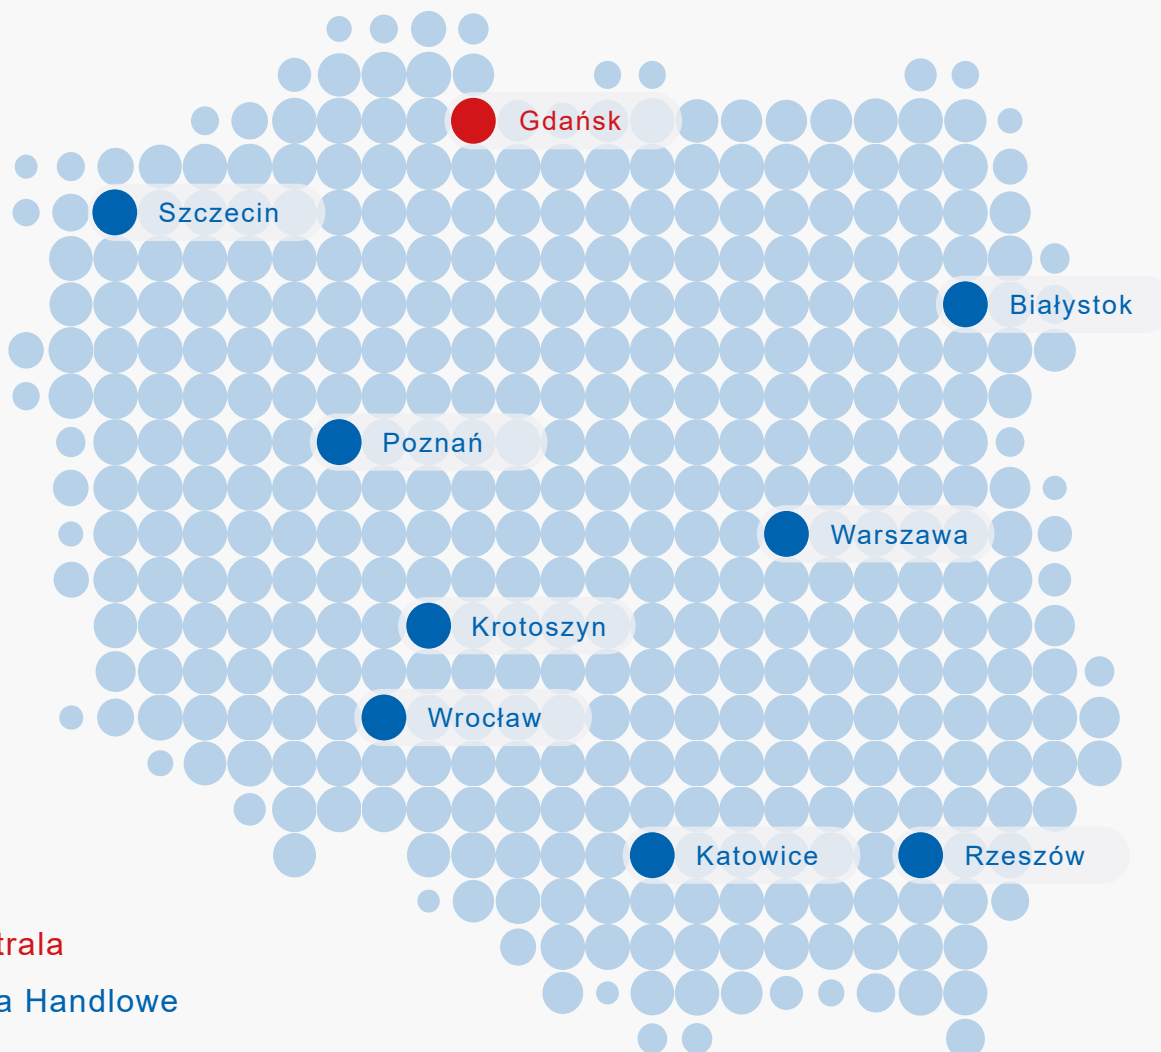 Gdańsk
Szczecin
Białystok
Poznań
Warszawa
Krotoszyn
Wrocław
Katowice
Rzeszów
trala
a Handlowe